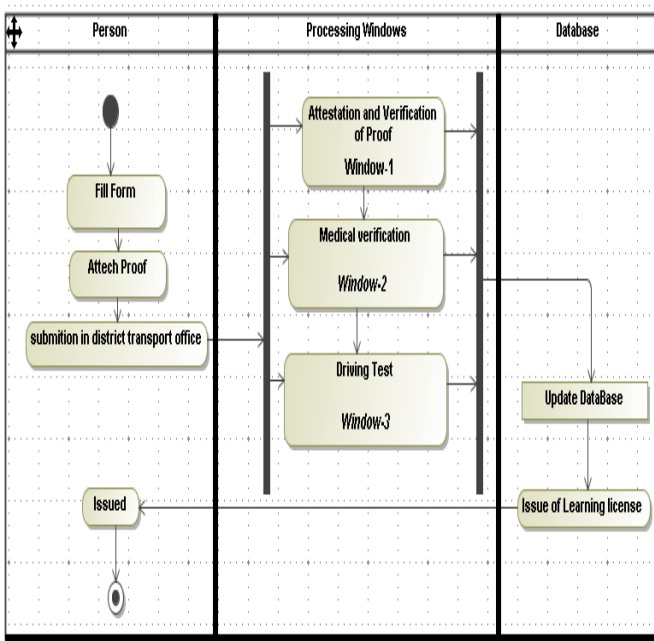 Person
Processing Windows
Database
Fill Form
Attech Proof
submition in district transport office
Attestation and Verification
of Proof
Window-1
Medical verification
Window-2
Driving Test
Window-3
Update DataBase
Issue of Learning license
Issued